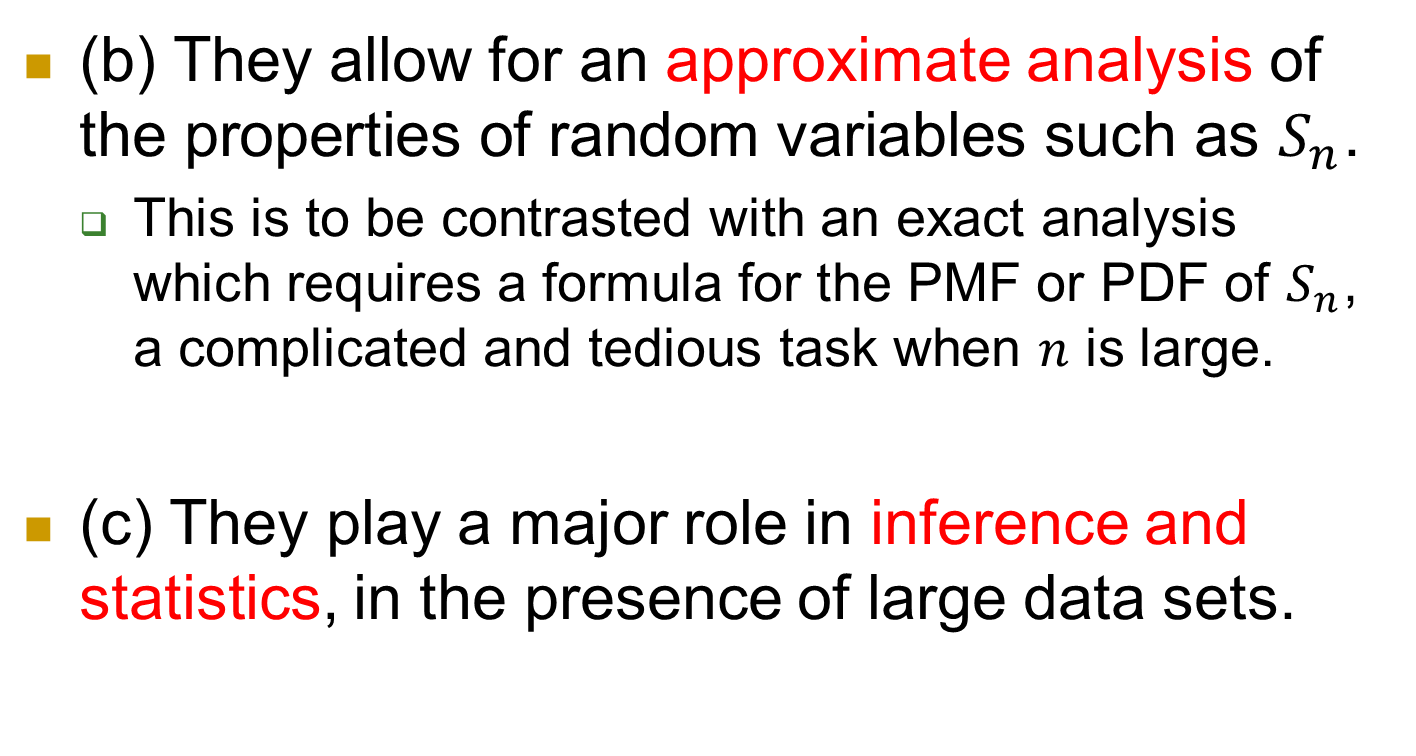 (b) They allow for an approximate analysis of
the properties of random variables such as Sₙ.
This is to be contrasted with an exact analysis
which requires a formula for the PMF or PDF of Sₙ,
a complicated and tedious task when n is large.
(c) They play a major role in inference and
statistics, in the presence of large data sets.